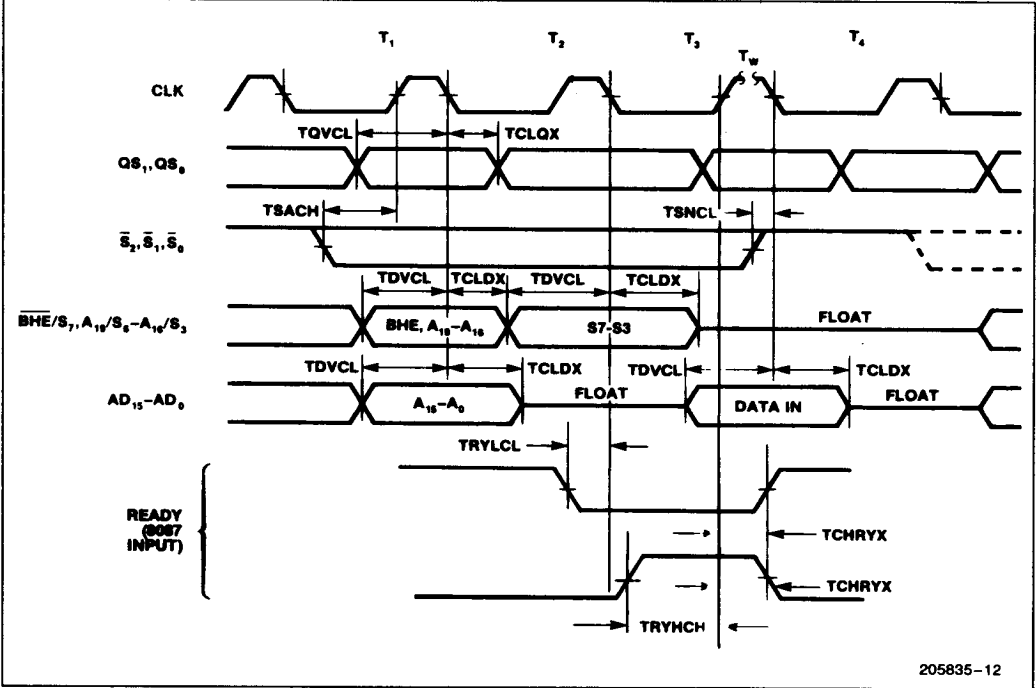 T₁ T₂ T₃ T_W T₄
CLK
TQVCL TCLQX
QS₁, QS₀
TSACH TSNCL
S̅₂, S̅₁, S̅₀
TDVCL TCLDX TDVCL TCLDX
B̅H̅E̅/S₇, A₁₉/S₆–A₁₆/S₃ BHE, A₁₉–A₁₆ S7-S3 FLOAT
TDVCL TCLDX TDVCL TCLDX
AD₁₅–AD₀ A₁₅–A₀ FLOAT DATA IN FLOAT
TRYLCL
READY
(8087
INPUT)
TCHRYX
TCHRYX
TRYHCH
205835–12